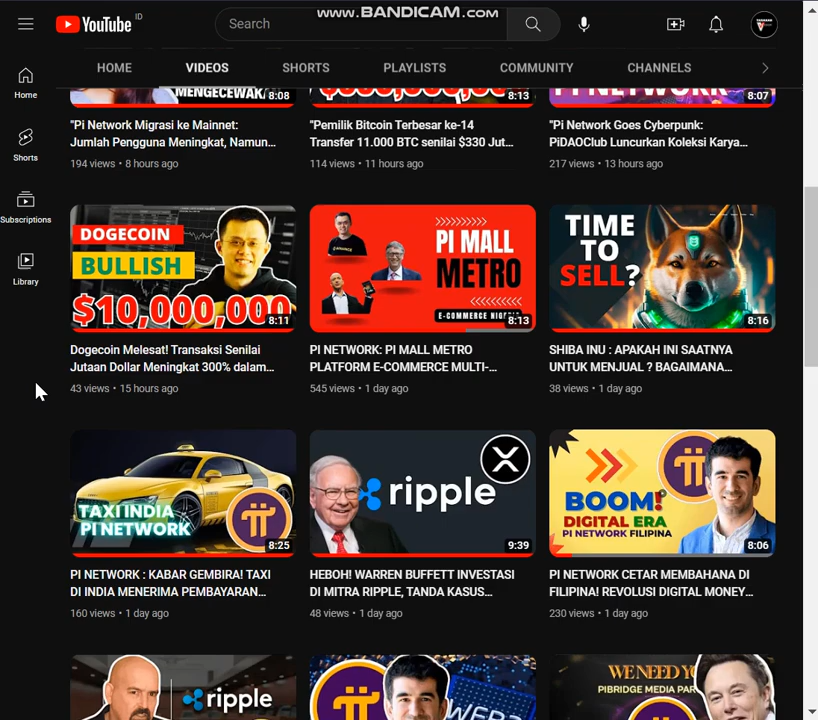 www.BANDICAM.com
YouTube ID
Search
HOME
VIDEOS
SHORTS
PLAYLISTS
COMMUNITY
CHANNELS
Home
Shorts
Subscriptions
Library
MENGECEWAKA
8:08
8:13
PI NETWORK
8:07
"Pi Network Migrasi ke Mainnet:
Jumlah Pengguna Meningkat, Namun...
194 views • 8 hours ago
"Pemilik Bitcoin Terbesar ke-14
Transfer 11.000 BTC senilai $330 Jut...
114 views • 11 hours ago
"Pi Network Goes Cyberpunk:
PiDAOClub Luncurkan Koleksi Karya...
217 views • 13 hours ago
DOGECOIN
BULLISH
$10,000,000
8:11
Dogecoin Melesat! Transaksi Senilai
Jutaan Dollar Meningkat 300% dalam...
43 views • 15 hours ago
BINANCE
PI MALL
METRO
8:13
PI NETWORK: PI MALL METRO
PLATFORM E-COMMERCE MULTI-...
545 views • 1 day ago
TIME
TO
SELL?
8:16
SHIBA INU : APAKAH INI SAATNYA
UNTUK MENJUAL ? BAGAIMANA...
38 views • 1 day ago
TAXI INDIA
PI NETWORK
8:25
PI NETWORK : KABAR GEMBIRA! TAXI
DI INDIA MENERIMA PEMBAYARAN...
160 views • 1 day ago
ripple
9:39
HEBOH! WARREN BUFFETT INVESTASI
DI MITRA RIPPLE, TANDA KASUS...
48 views • 1 day ago
BOOM!
DIGITAL ERA
PI NETWORK FILIPINA
8:06
PI NETWORK CETAR MEMBAHANA DI
FILIPINA! REVOLUSI DIGITAL MONEY...
230 views • 1 day ago
ripple
WE NEED YO
PIBRIDGE MEDIA PAR